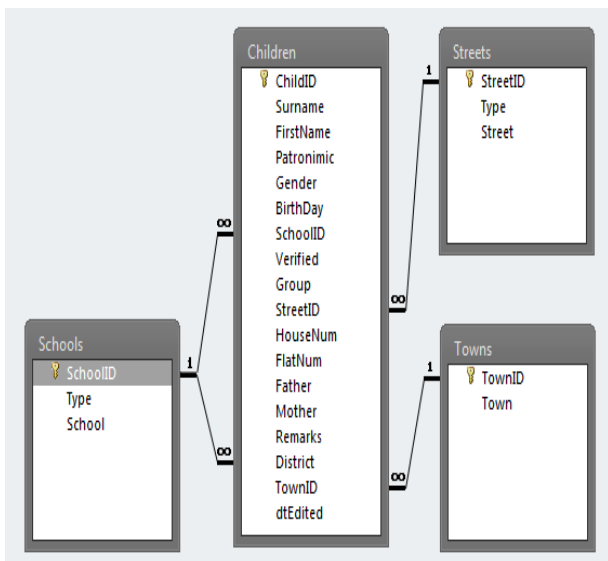 Children
ChildID
Surname
FirstName
Patronimic
Gender
BirthDay
SchoolID
Verified
Group
StreetID
HouseNum
FlatNum
Father
Mother
Remarks
District
TownID
dtEdited
Streets
StreetID
Type
Street
Schools
SchoolID
Type
School
Towns
TownID
Town
1
∞
∞
1
∞
1
∞